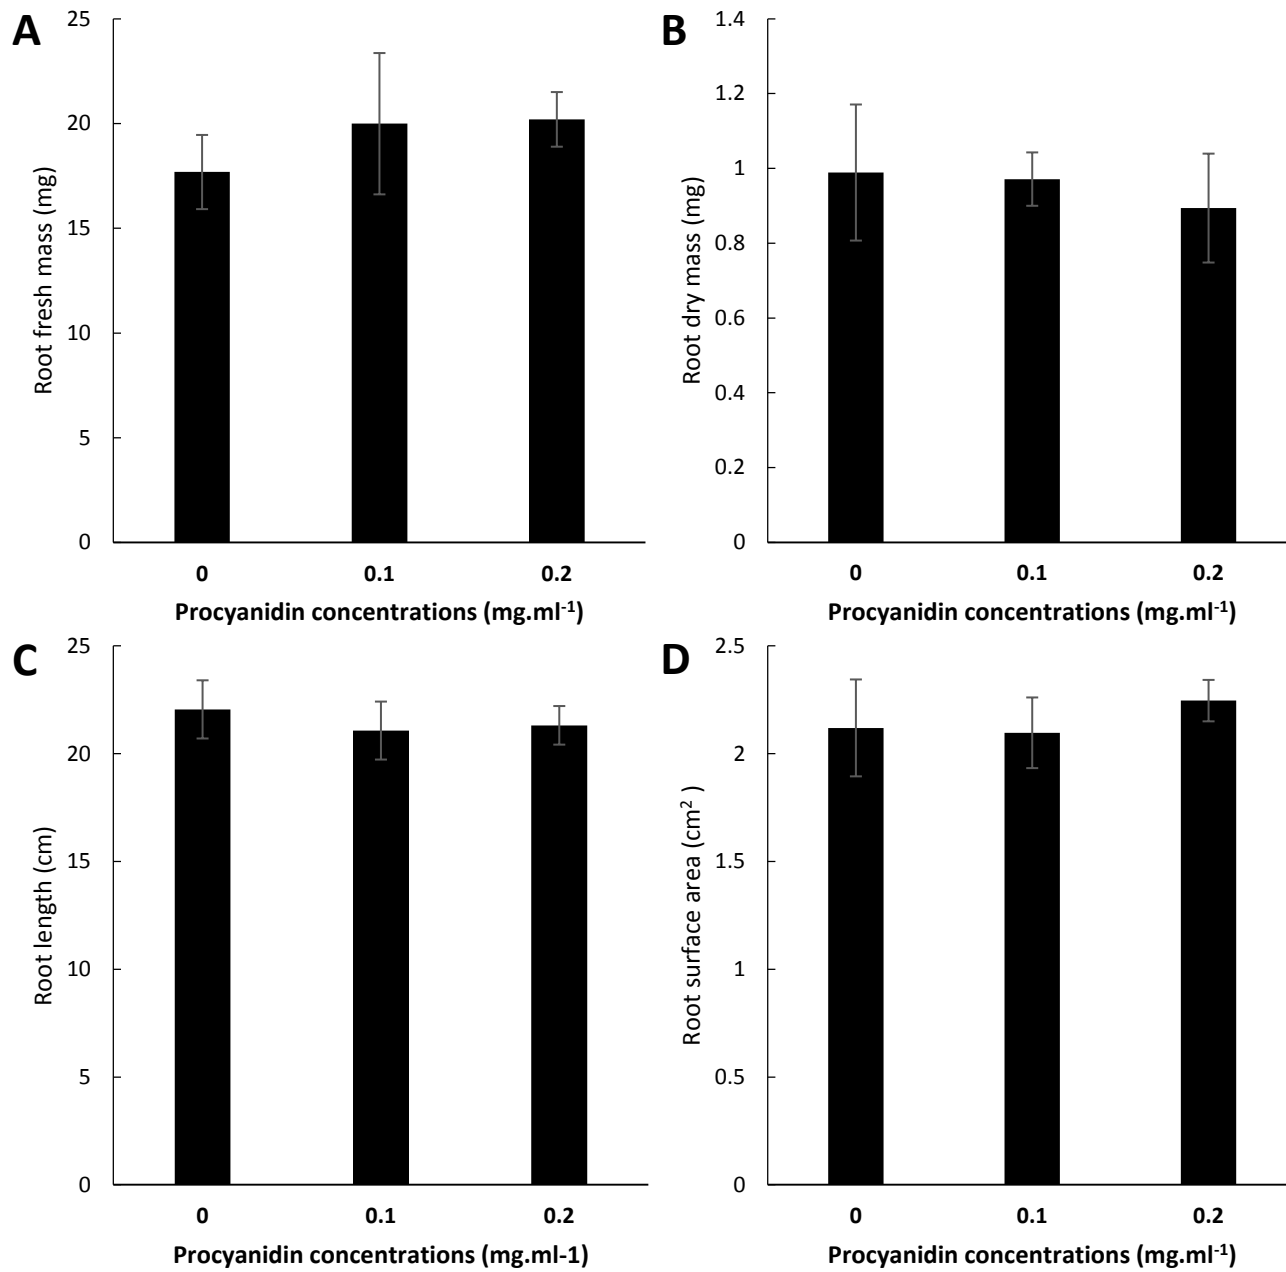 A
25
20
15
10
5
0
Root fresh mass (mg)
0 0.1 0.2
Procyanidin concentrations (mg.ml⁻¹)
B
1.4
1.2
1
0.8
0.6
0.4
0.2
0
Root dry mass (mg)
0 0.1 0.2
Procyanidin concentrations (mg.ml⁻¹)
C
25
20
15
10
5
0
Root length (cm)
0 0.1 0.2
Procyanidin concentrations (mg.ml-1)
D
2.5
2
1.5
1
0.5
0
Root surface area (cm² )
0 0.1 0.2
Procyanidin concentrations (mg.ml⁻¹)